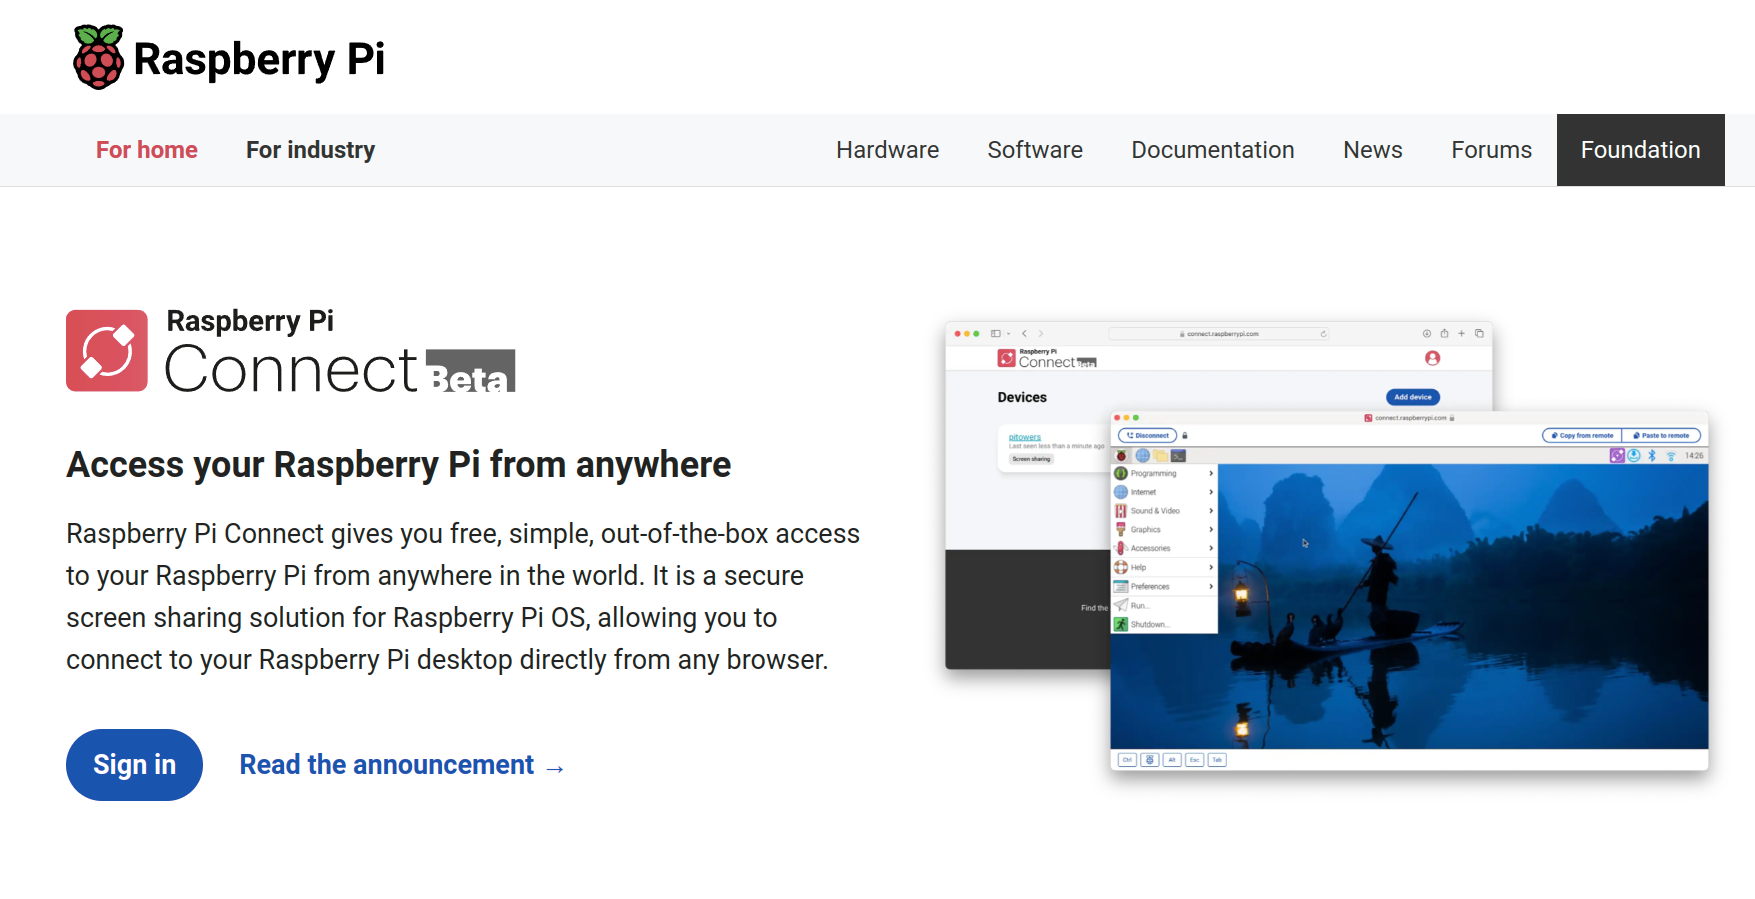 Raspberry Pi
For home
For industry
Hardware
Software
Documentation
News
Forums
Foundation
Raspberry Pi
Connect Beta
Access your Raspberry Pi from anywhere
Raspberry Pi Connect gives you free, simple, out-of-the-box access
to your Raspberry Pi from anywhere in the world. It is a secure
screen sharing solution for Raspberry Pi OS, allowing you to
connect to your Raspberry Pi desktop directly from any browser.
Sign in
Read the announcement →
connect.raspberrypi.com
Raspberry Pi
Connect Beta
Devices
Add device
pitowers
Last seen less than a minute ago
Screen sharing
Find the
connect.raspberrypi.com
Disconnect
Copy from remote
Paste to remote
14:26
Programming
Internet
Sound & Video
Graphics
Accessories
Help
Preferences
Run...
Shutdown...
Ctrl
Alt
Esc
Tab